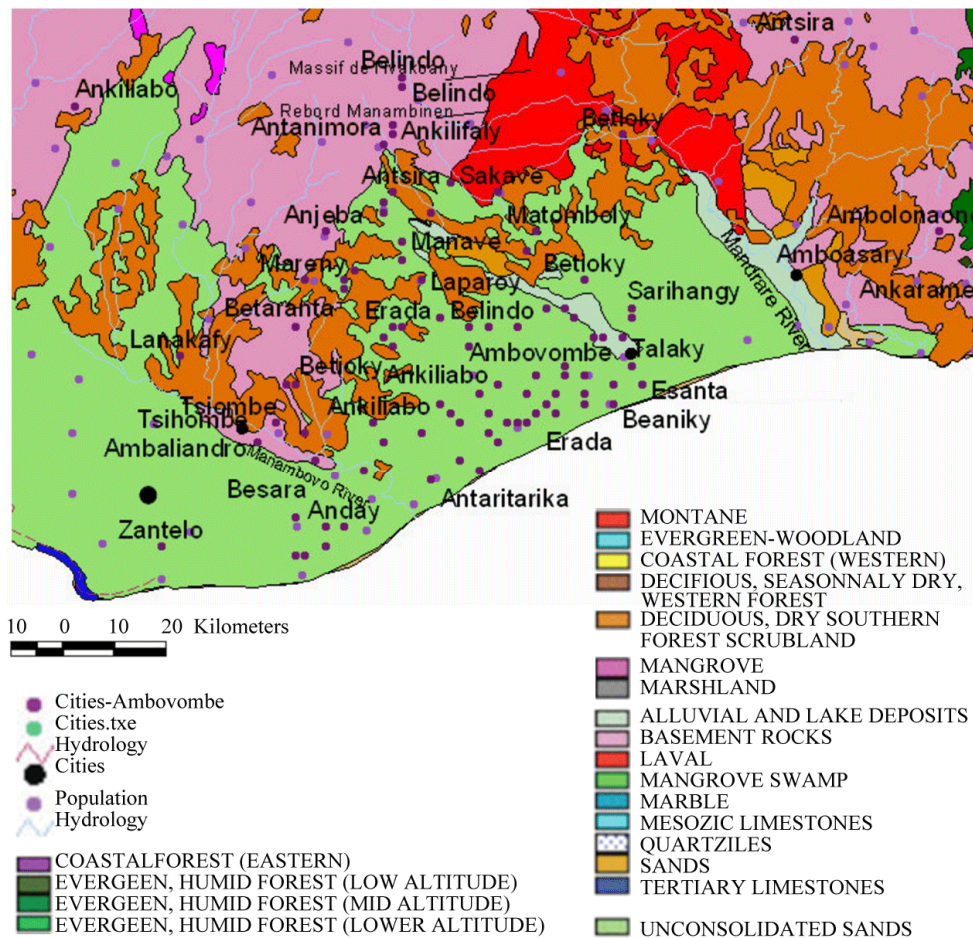 Antsira
Belindo
Massif de l'Ivakoany
Ankiliabo
Belindo
Rebord Manambinen
Antanimora
Ankilifaly
Betioky
Antsira
Sakave
Anjeba
Matomboly
Ambolonaon
Manave
Mareny
Betioky
Amboasary
Laparoy
Mandrare River
Sarihangy
Ankarame
Betaranta
Erada
Belindo
Lanakafy
Ambovombe
Talaky
Betioky
Ankiliabo
Esanta
Tsiombe
Ankiliabo
Beaniky
Tsihombe
Erada
Ambaliandro
Manambovo River
Besara
Antaritarika
Anday
Zantelo
10 0 10 20 Kilometers
Cities-Ambovombe
Cities.txe
Hydrology
Cities
Population
Hydrology
COASTALFOREST (EASTERN)
EVERGEEN, HUMID FOREST (LOW ALTITUDE)
EVERGEEN, HUMID FOREST (MID ALTITUDE)
EVERGEEN, HUMID FOREST (LOWER ALTITUDE)
MONTANE
EVERGREEN-WOODLAND
COASTAL FOREST (WESTERN)
DECIFIOUS, SEASONNALY DRY,
WESTERN FOREST
DECIDUOUS, DRY SOUTHERN
FOREST SCRUBLAND
MANGROVE
MARSHLAND
ALLUVIAL AND LAKE DEPOSITS
BASEMENT ROCKS
LAVAL
MANGROVE SWAMP
MARBLE
MESOZIC LIMESTONES
QUARTZILES
SANDS
TERTIARY LIMESTONES
UNCONSOLIDATED SANDS